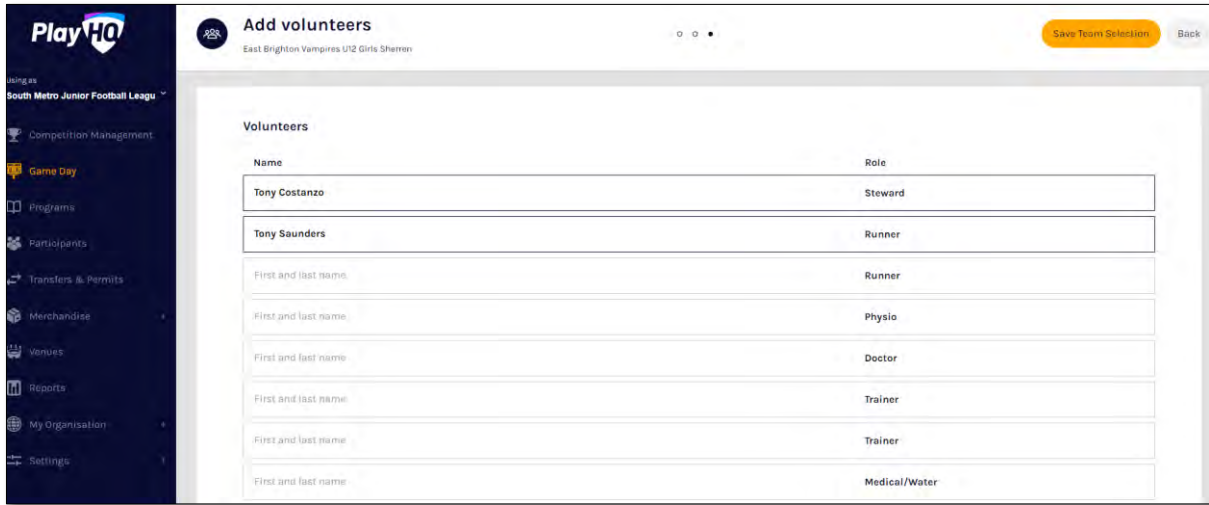 PlayHQ
Using as
South Metro Junior Football Leagu
Competition Management
Game Day
Programs
Participants
Transfers & Permits
Merchandise
Venues
Reports
My Organisation
Settings
Add volunteers
East Brighton Vampires U12 Girls Sherren
Save Team Selection
Back
Volunteers
Name Role
Tony Costanzo Steward
Tony Saunders Runner
First and last name Runner
First and last name Physio
First and last name Doctor
First and last name Trainer
First and last name Trainer
First and last name Medical/Water